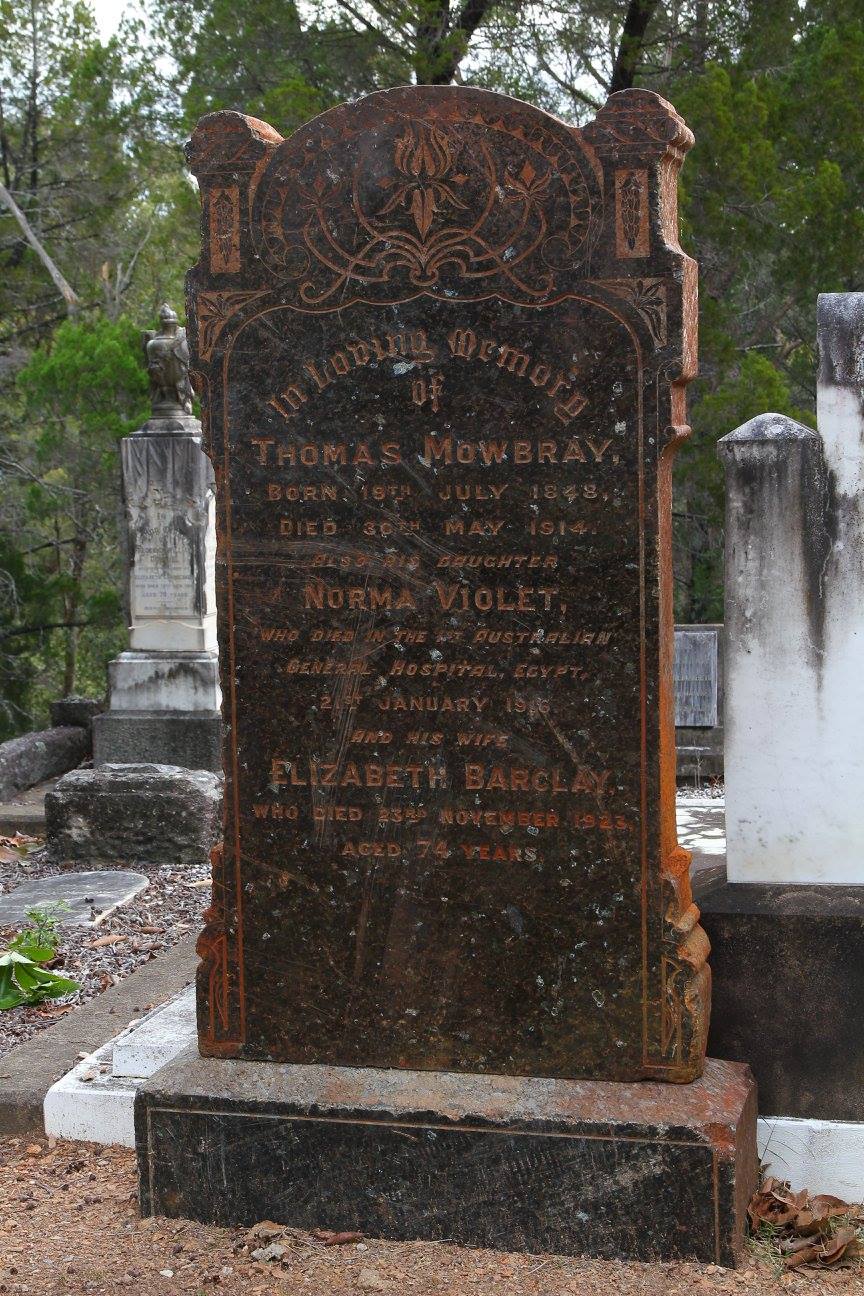 In Loving Memory
of
THOMAS MOWBRAY,
BORN 19TH JULY 1848,
DIED 30TH MAY 1914.
ALSO HIS DAUGHTER
NORMA VIOLET,
WHO DIED IN THE 1ST AUSTRALIAN
GENERAL HOSPITAL, EGYPT,
21ST JANUARY 1916
AND HIS WIFE
ELIZABETH BARCLAY,
WHO DIED 23RD NOVEMBER 1923,
AGED 74 YEARS.